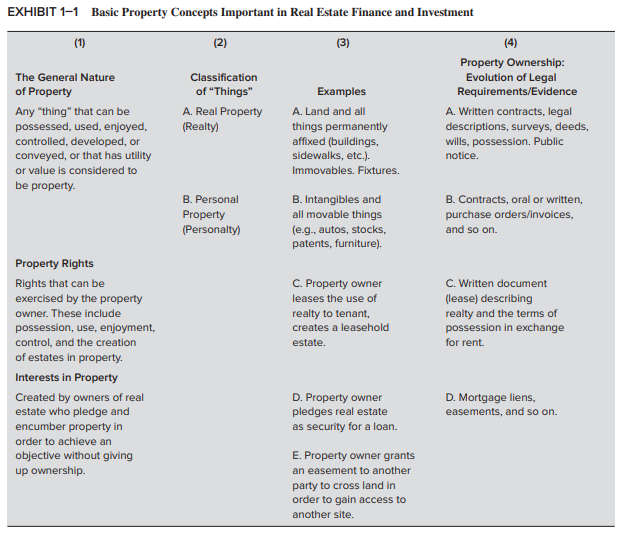 EXHIBIT 1–1 Basic Property Concepts Important in Real Estate Finance and Investment
(1)
(2)
(3)
(4)
The General Nature
of Property
Classification
of “Things”
Examples
Property Ownership:
Evolution of Legal
Requirements/Evidence
Any “thing” that can be
possessed, used, enjoyed,
controlled, developed, or
conveyed, or that has utility
or value is considered to
be property.
A. Real Property
(Realty)
A. Land and all
things permanently
affixed (buildings,
sidewalks, etc.).
Immovables. Fixtures.
A. Written contracts, legal
descriptions, surveys, deeds,
wills, possession. Public
notice.
B. Personal
Property
(Personalty)
B. Intangibles and
all movable things
(e.g., autos, stocks,
patents, furniture).
B. Contracts, oral or written,
purchase orders/invoices,
and so on.
Property Rights
Rights that can be
exercised by the property
owner. These include
possession, use, enjoyment,
control, and the creation
of estates in property.
C. Property owner
leases the use of
realty to tenant,
creates a leasehold
estate.
C. Written document
(lease) describing
realty and the terms of
possession in exchange
for rent.
Interests in Property
Created by owners of real
estate who pledge and
encumber property in
order to achieve an
objective without giving
up ownership.
D. Property owner
pledges real estate
as security for a loan.
D. Mortgage liens,
easements, and so on.
E. Property owner grants
an easement to another
party to cross land in
order to gain access to
another site.